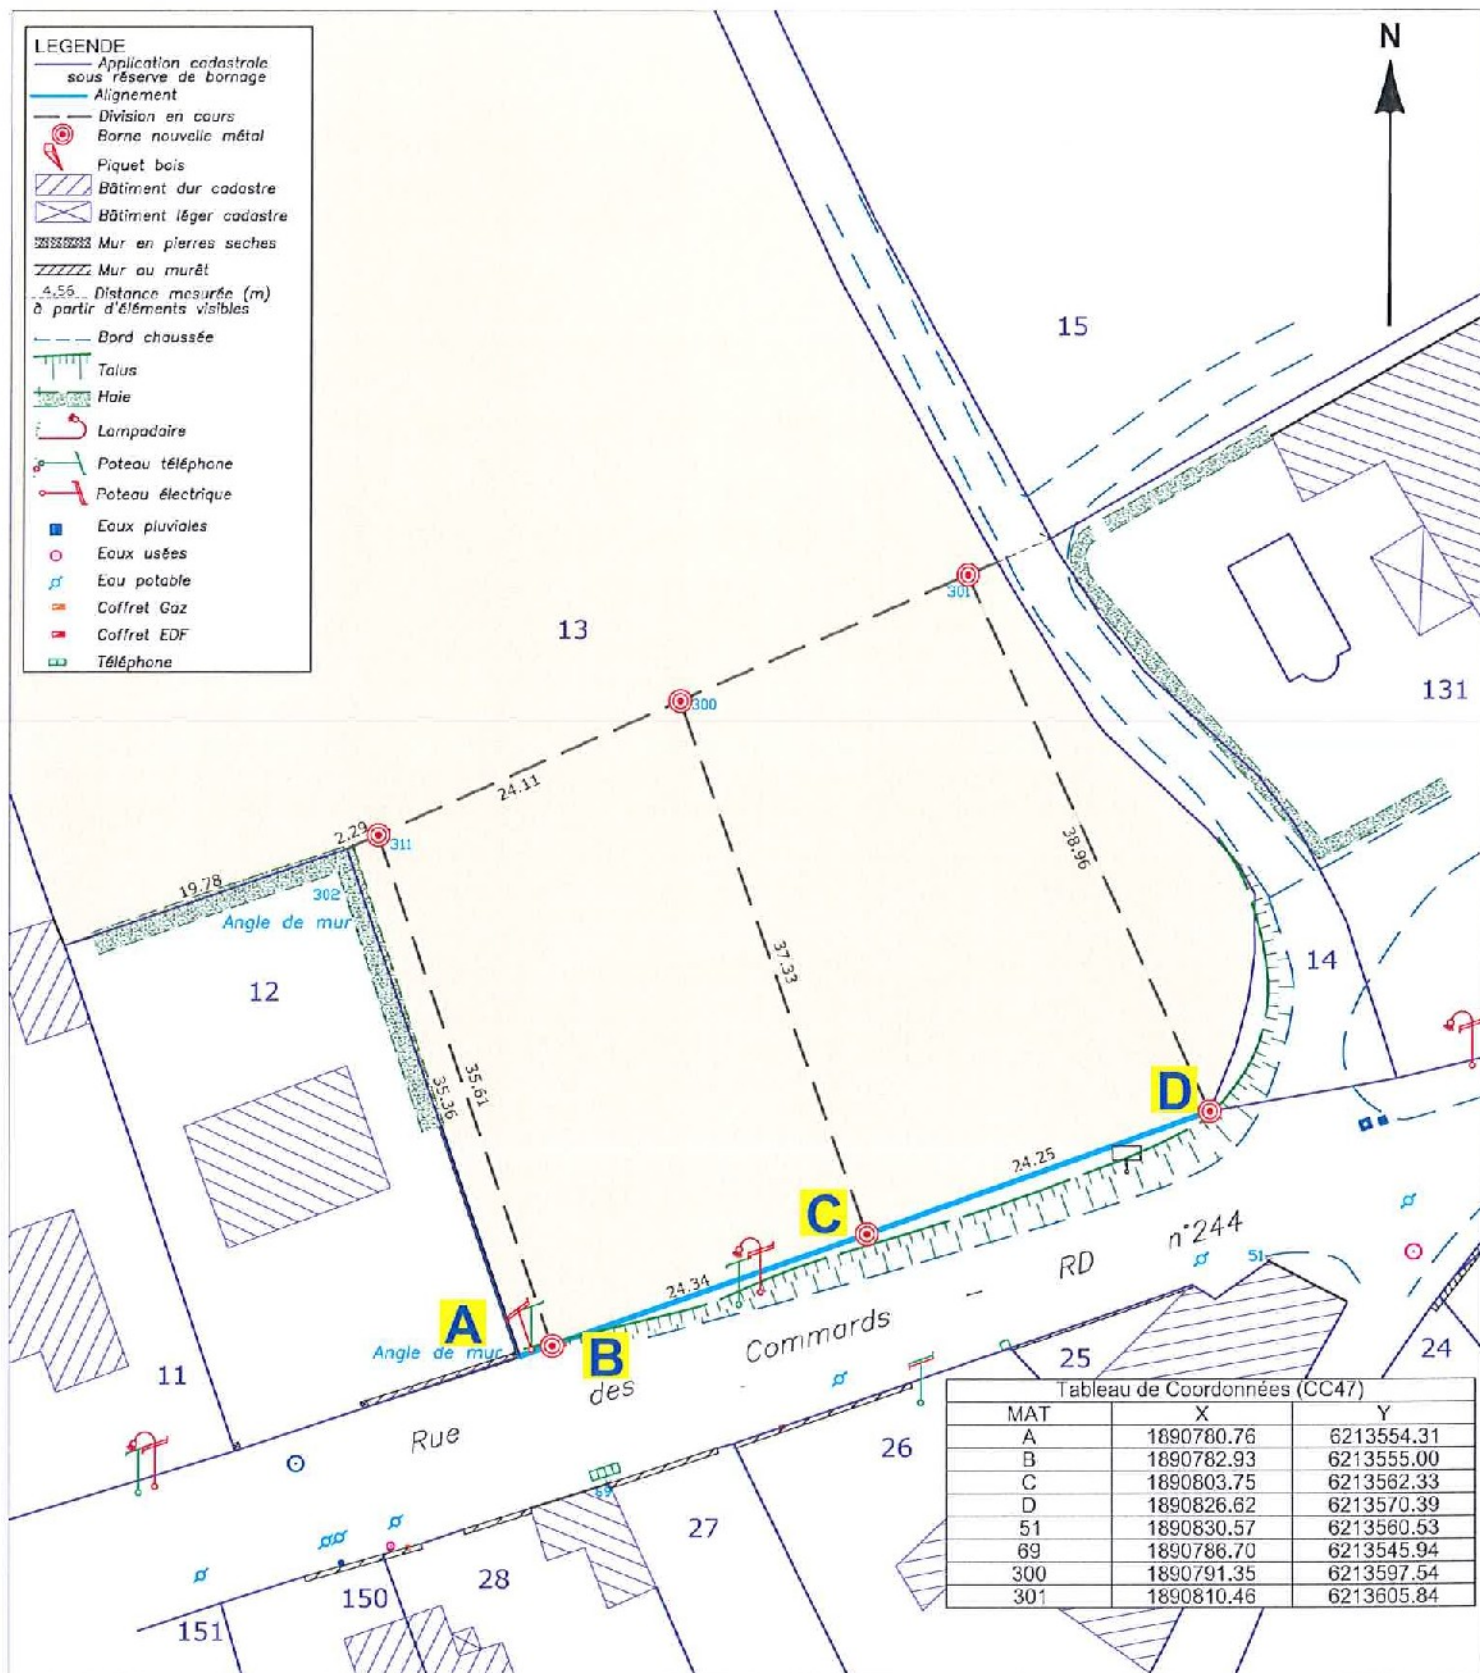 LEGENDE
Application cadastrale
sous réserve de bornage
Alignement
Division en cours
Borne nouvelle métal
Piquet bois
Bâtiment dur cadastre
Bâtiment léger cadastre
Mur en pierres seches
Mur ou murêt
4.56 Distance mesurée (m)
à partir d'éléments visibles
Bord chaussée
Talus
Haie
Lampadaire
Poteau téléphone
Poteau électrique
Eaux pluviales
Eaux usées
Eau potable
Coffret Gaz
Coffret EDF
Téléphone
N
15
13
301
300
131
24.11
2.29
311
38.96
19.78
302
Angle de mur
37.33
12
14
35.61
35.36
D
24.25
C
n°244
RD
51
24.34
A
Angle de mur
B
Commards -
des
Rue
11
25
24
26
69
27
28
150
151
Tableau de Coordonnées (CC47)
MAT X Y
A 1890780.76 6213554.31
B 1890782.93 6213555.00
C 1890803.75 6213562.33
D 1890826.62 6213570.39
51 1890830.57 6213560.53
69 1890786.70 6213545.94
300 1890791.35 6213597.54
301 1890810.46 6213605.84